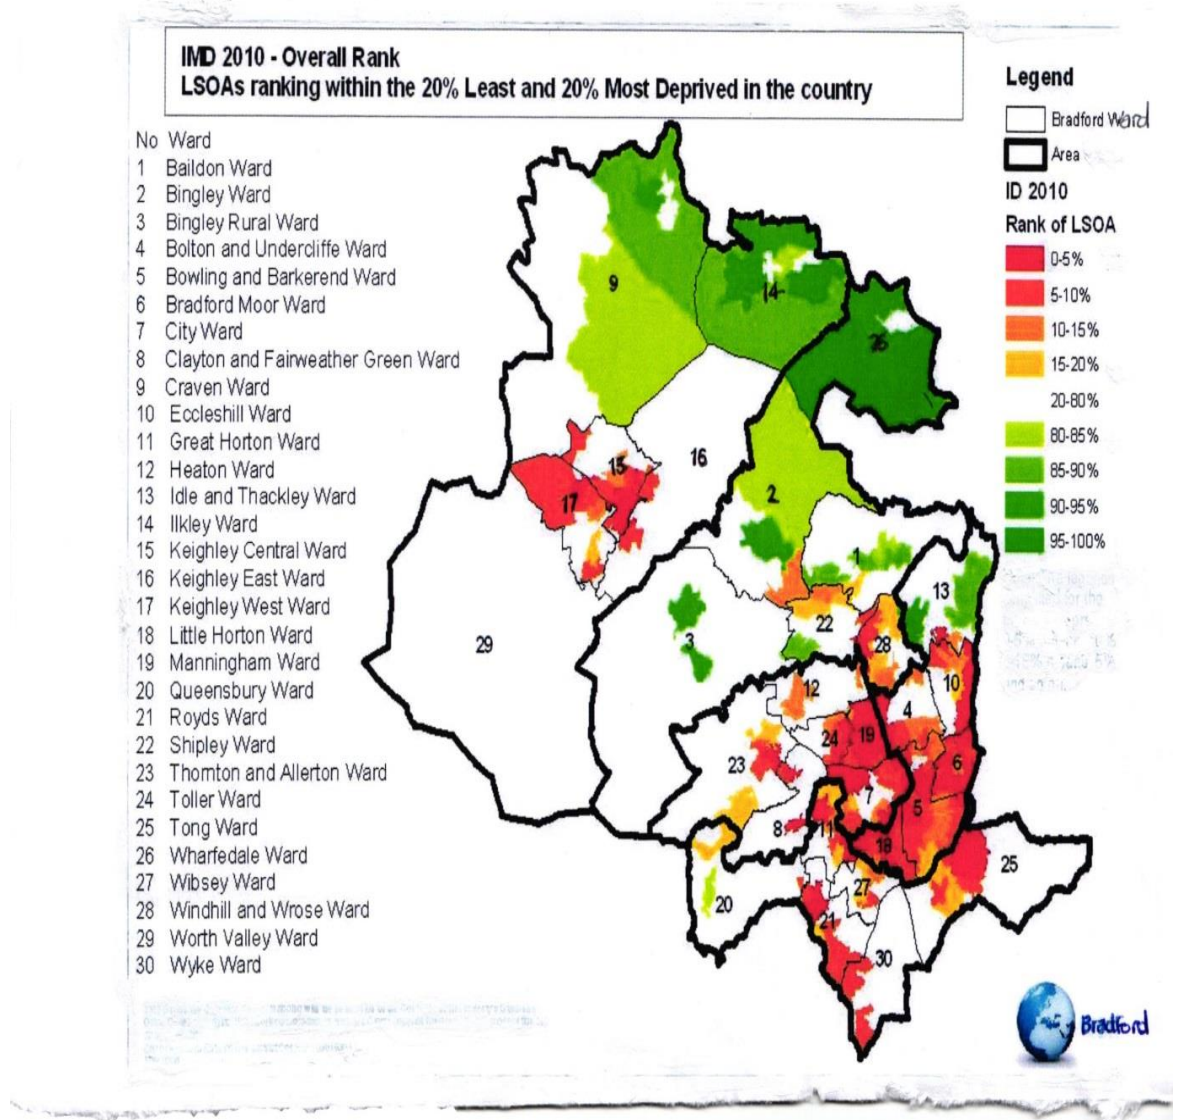 IMD 2010 - Overall Rank
LSOAs ranking within the 20% Least and 20% Most Deprived in the country
No Ward
1 Baildon Ward
2 Bingley Ward
3 Bingley Rural Ward
4 Bolton and Undercliffe Ward
5 Bowling and Barkerend Ward
6 Bradford Moor Ward
7 City Ward
8 Clayton and Fairweather Green Ward
9 Craven Ward
10 Eccleshill Ward
11 Great Horton Ward
12 Heaton Ward
13 Idle and Thackley Ward
14 Ilkley Ward
15 Keighley Central Ward
16 Keighley East Ward
17 Keighley West Ward
18 Little Horton Ward
19 Manningham Ward
20 Queensbury Ward
21 Royds Ward
22 Shipley Ward
23 Thornton and Allerton Ward
24 Toller Ward
25 Tong Ward
26 Wharfedale Ward
27 Wibsey Ward
28 Windhill and Wrose Ward
29 Worth Valley Ward
30 Wyke Ward
9
14
26
16
15
17
2
1
13
29
3
22
28
12
10
4
24
19
23
6
7
5
8
11
18
25
27
20
21
30
Legend
Bradford Ward
Area
ID 2010
Rank of LSOA
0-5%
5-10%
10-15%
15-20%
20-80%
80-85%
85-90%
90-95%
95-100%
Bradford